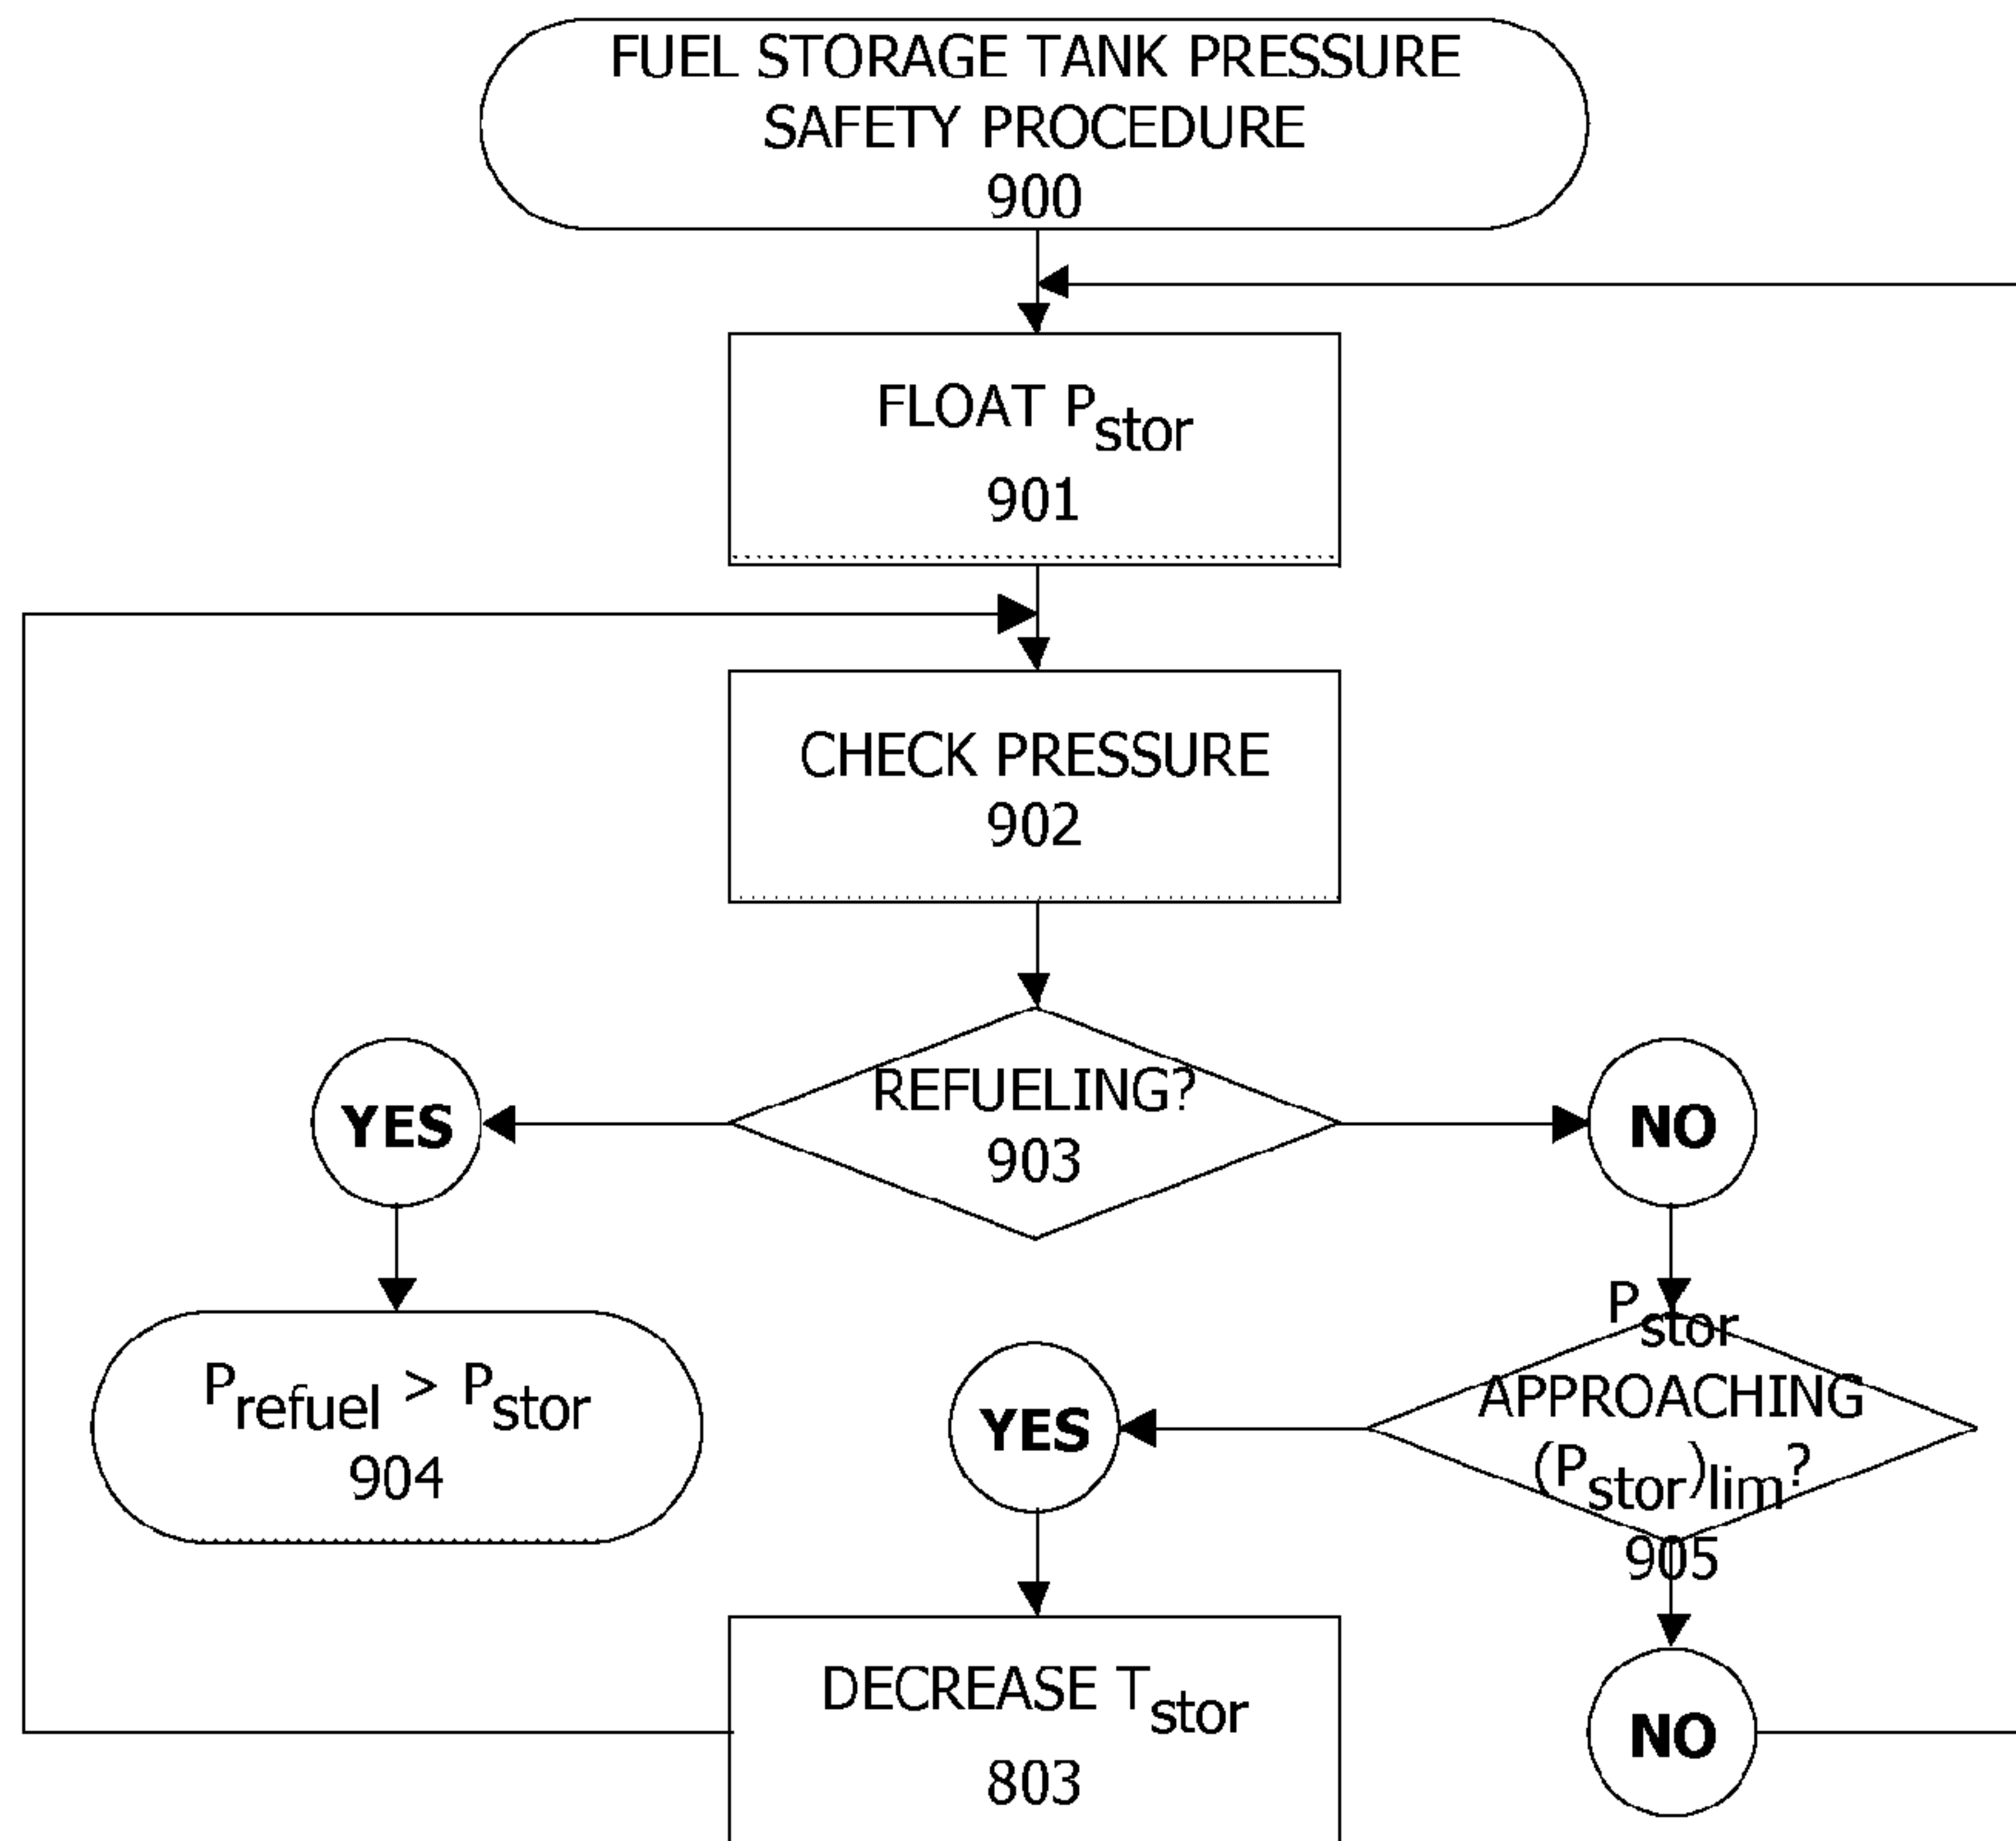 FUEL STORAGE TANK PRESSURE
SAFETY PROCEDURE
900
FLOAT Pstor
901
CHECK PRESSURE
902
REFUELING?
903
YES
NO
Prefuel > Pstor
904
YES
Pstor
APPROACHING
(Pstor)lim?
905
DECREASE Tstor
803
NO